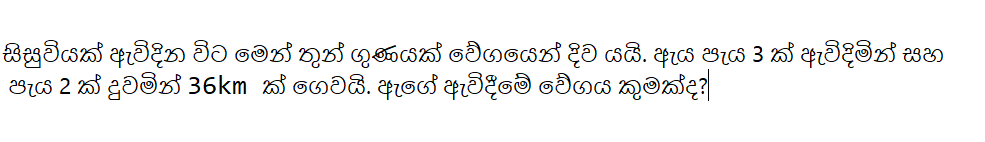 සිසුවියක් ඇවිදින විට මෙන් තුන් ගුණයක් වේගයෙන් දිව යයි. ඇය පැය 3 ක් ඇවිදිමින් සහ
පැය 2 ක් දුවමින් 36km ක් ගෙවයි. ඇගේ ඇවිදීමේ වේගය කුමක්ද?